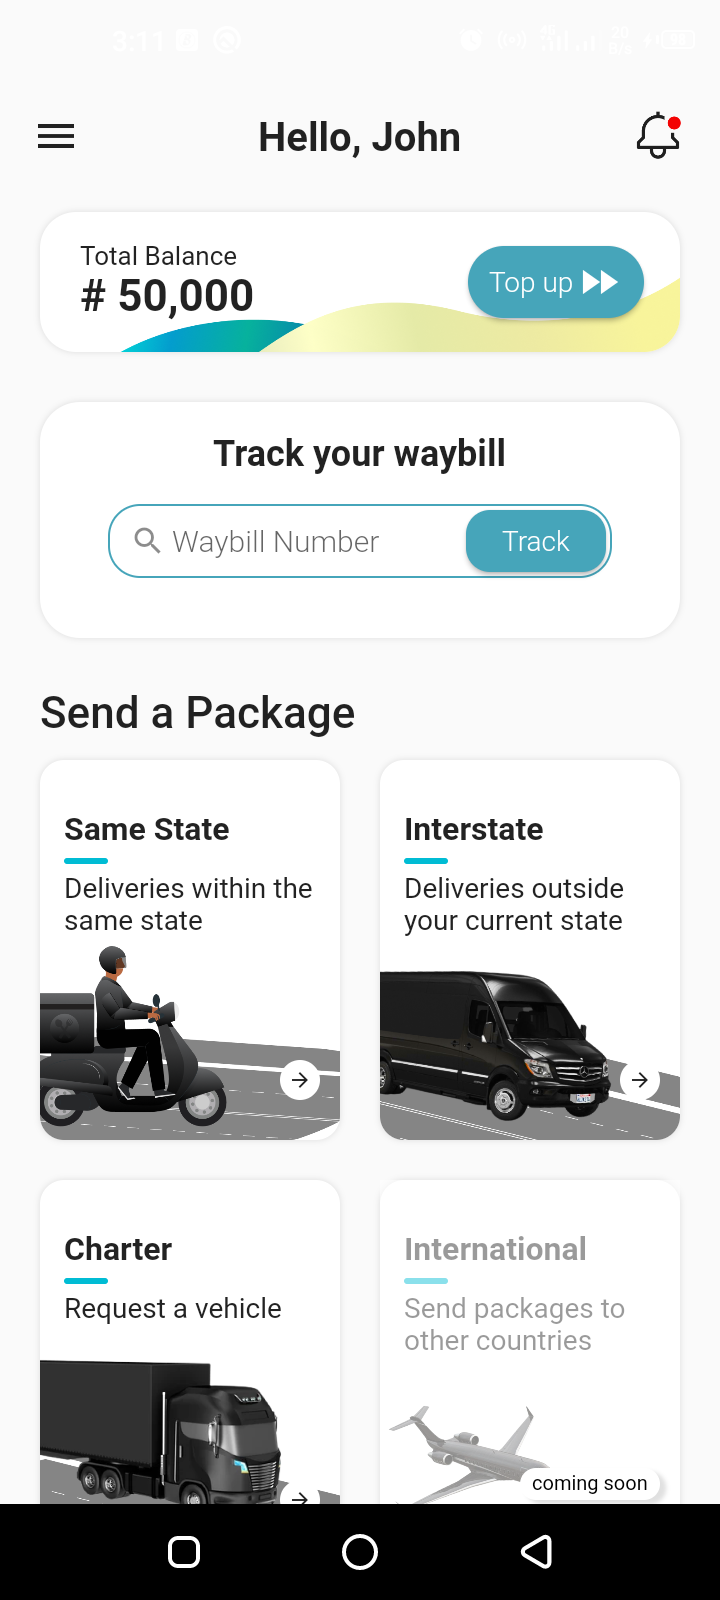 3:11
Hello, John
Total Balance
# 50,000
Top up
Track your waybill
Waybill Number
Track
Send a Package
Same State
Deliveries within the
same state
Interstate
Deliveries outside
your current state
Charter
Request a vehicle
International
Send packages to
other countries
coming soon